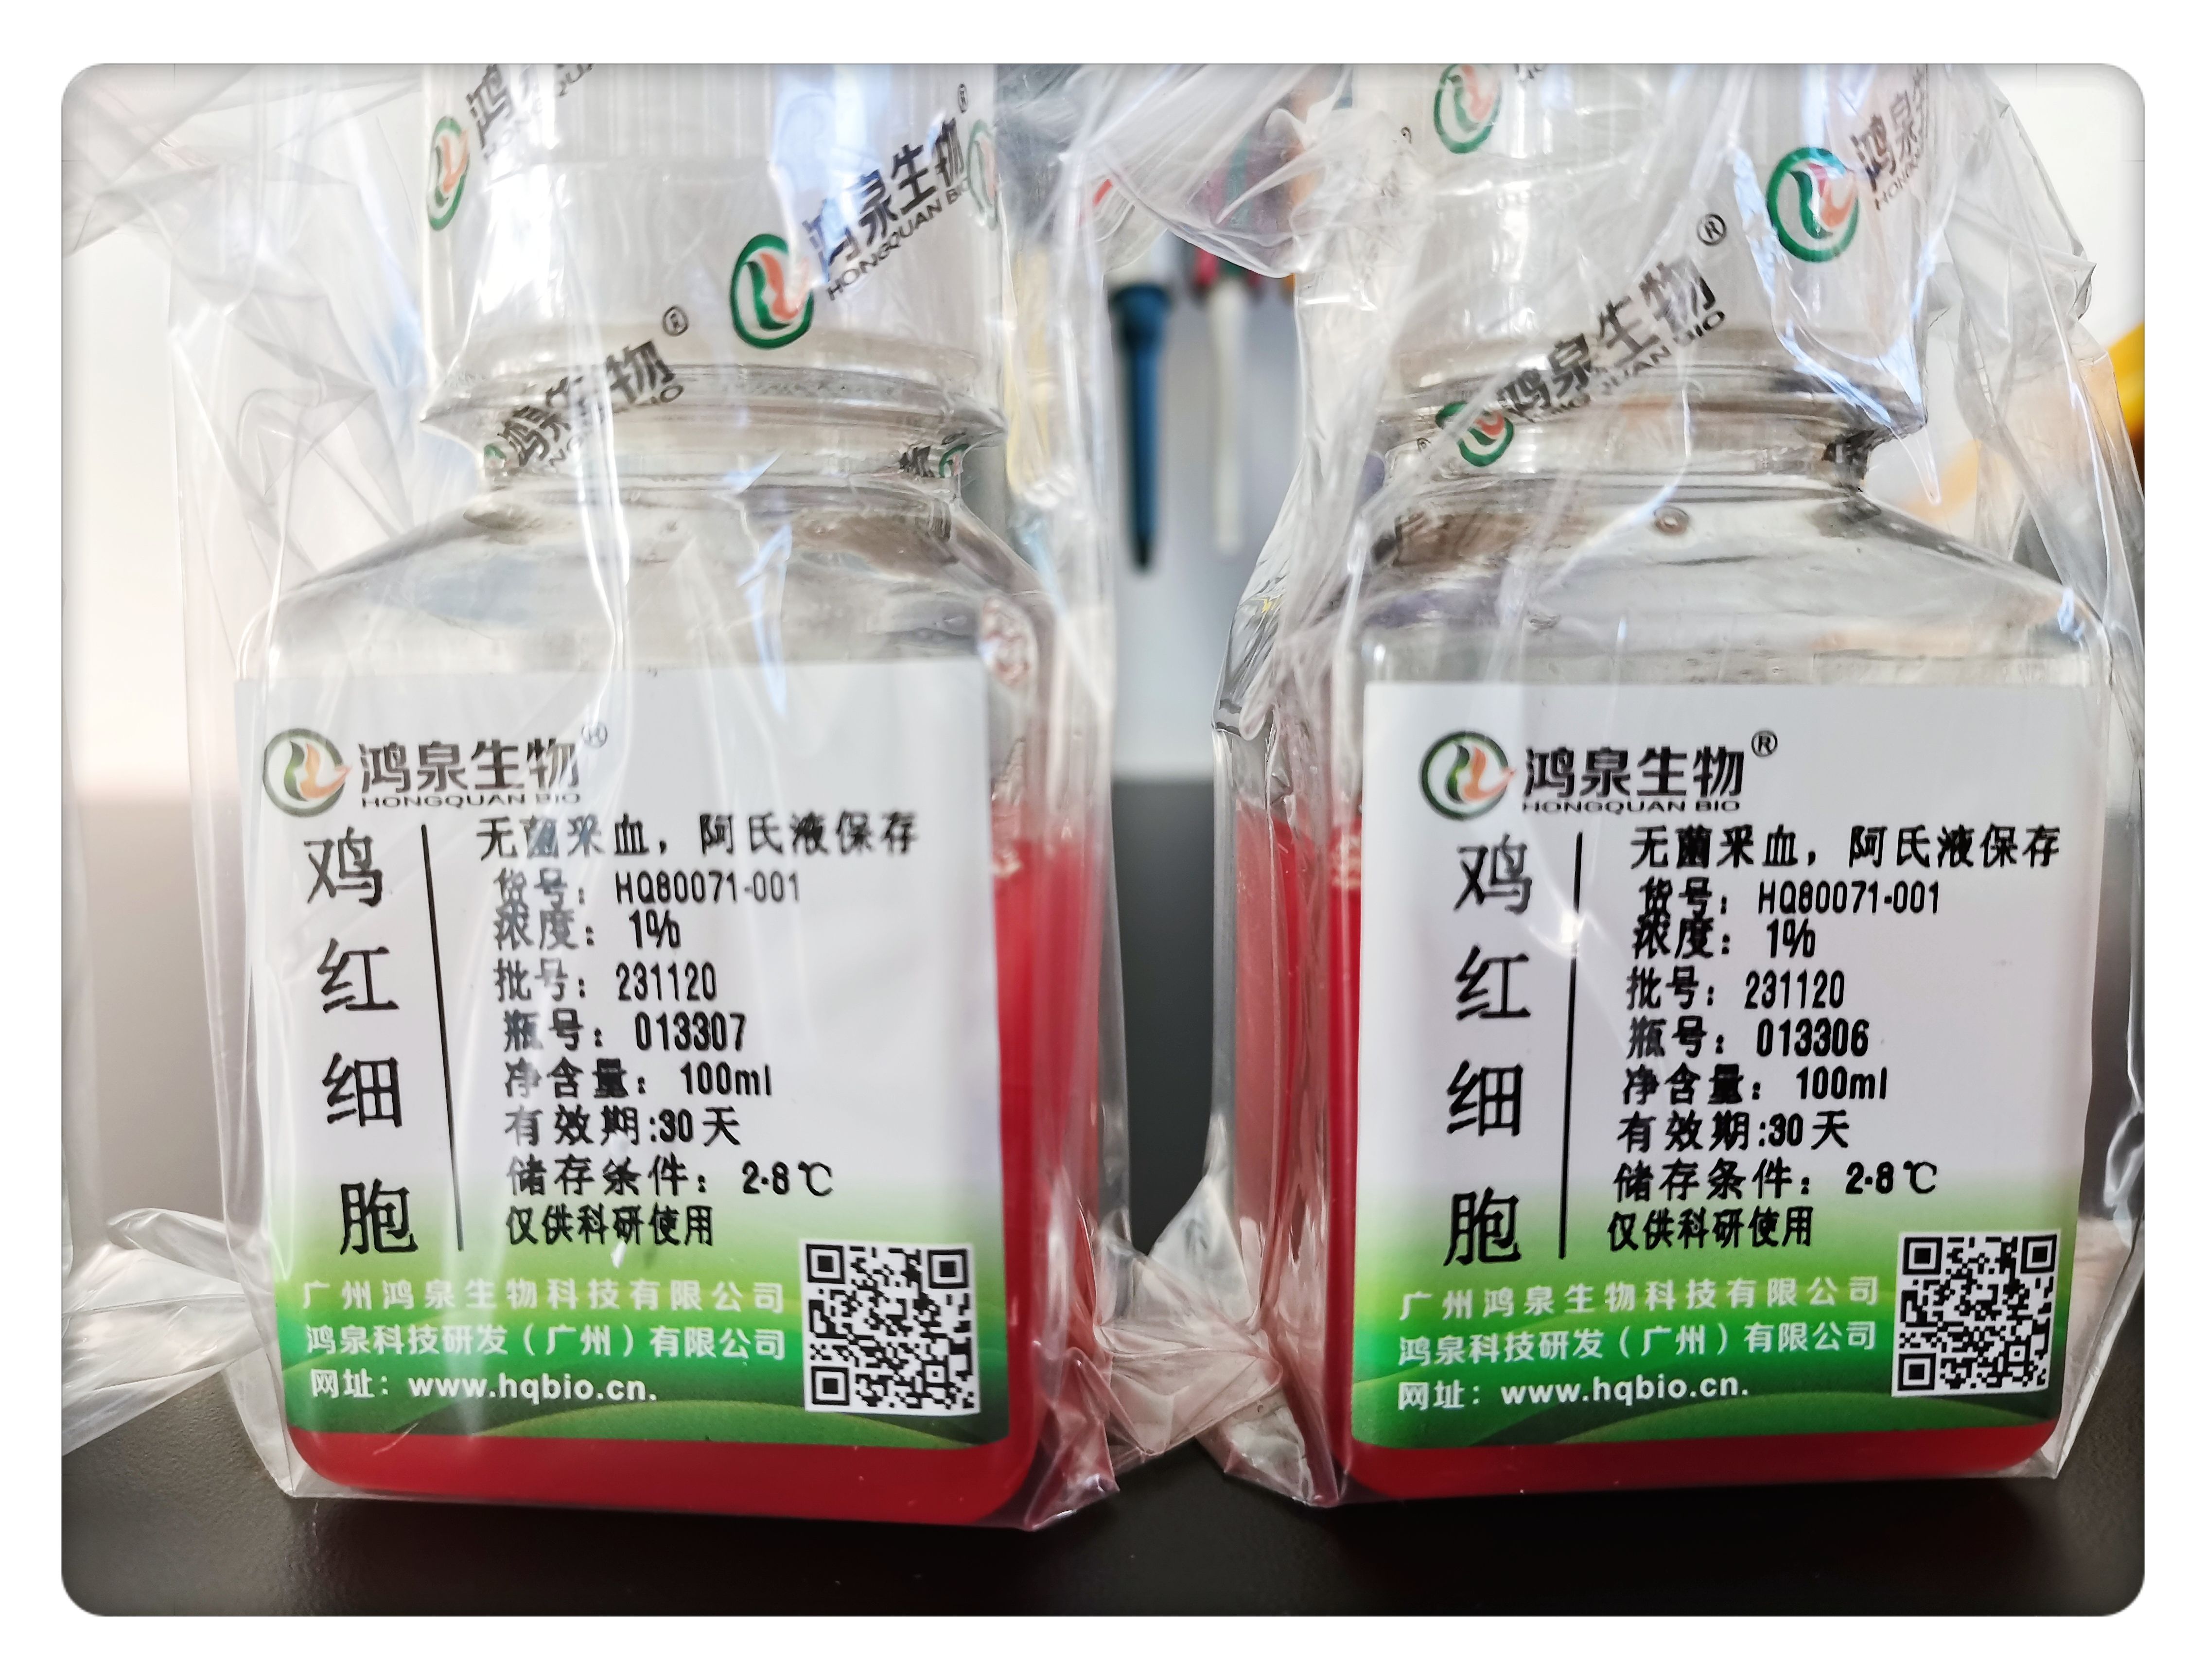 鸿泉生物®
HONGQUAN BIO
鸿泉生物®
鸿泉生物®
鸿泉生物
HONGQUAN BIO
鸡红细胞
无菌采血，阿氏液保存
货号：HQ80071-001
浓度：1%
批号：231120
瓶号：013307
净含量：100ml
有效期:30天
储存条件：2-8℃
仅供科研使用
广州鸿泉生物科技有限公司
鸿泉科技研发（广州）有限公司
网址：www.hqbio.cn.
鸿泉生物®
HONGQUAN BIO
鸡红细胞
无菌采血，阿氏液保存
货号：HQ80071-001
浓度：1%
批号：231120
瓶号：013306
净含量：100ml
有效期:30天
储存条件：2-8℃
仅供科研使用
广州鸿泉生物科技有限公司
鸿泉科技研发（广州）有限公司
网址：www.hqbio.cn.